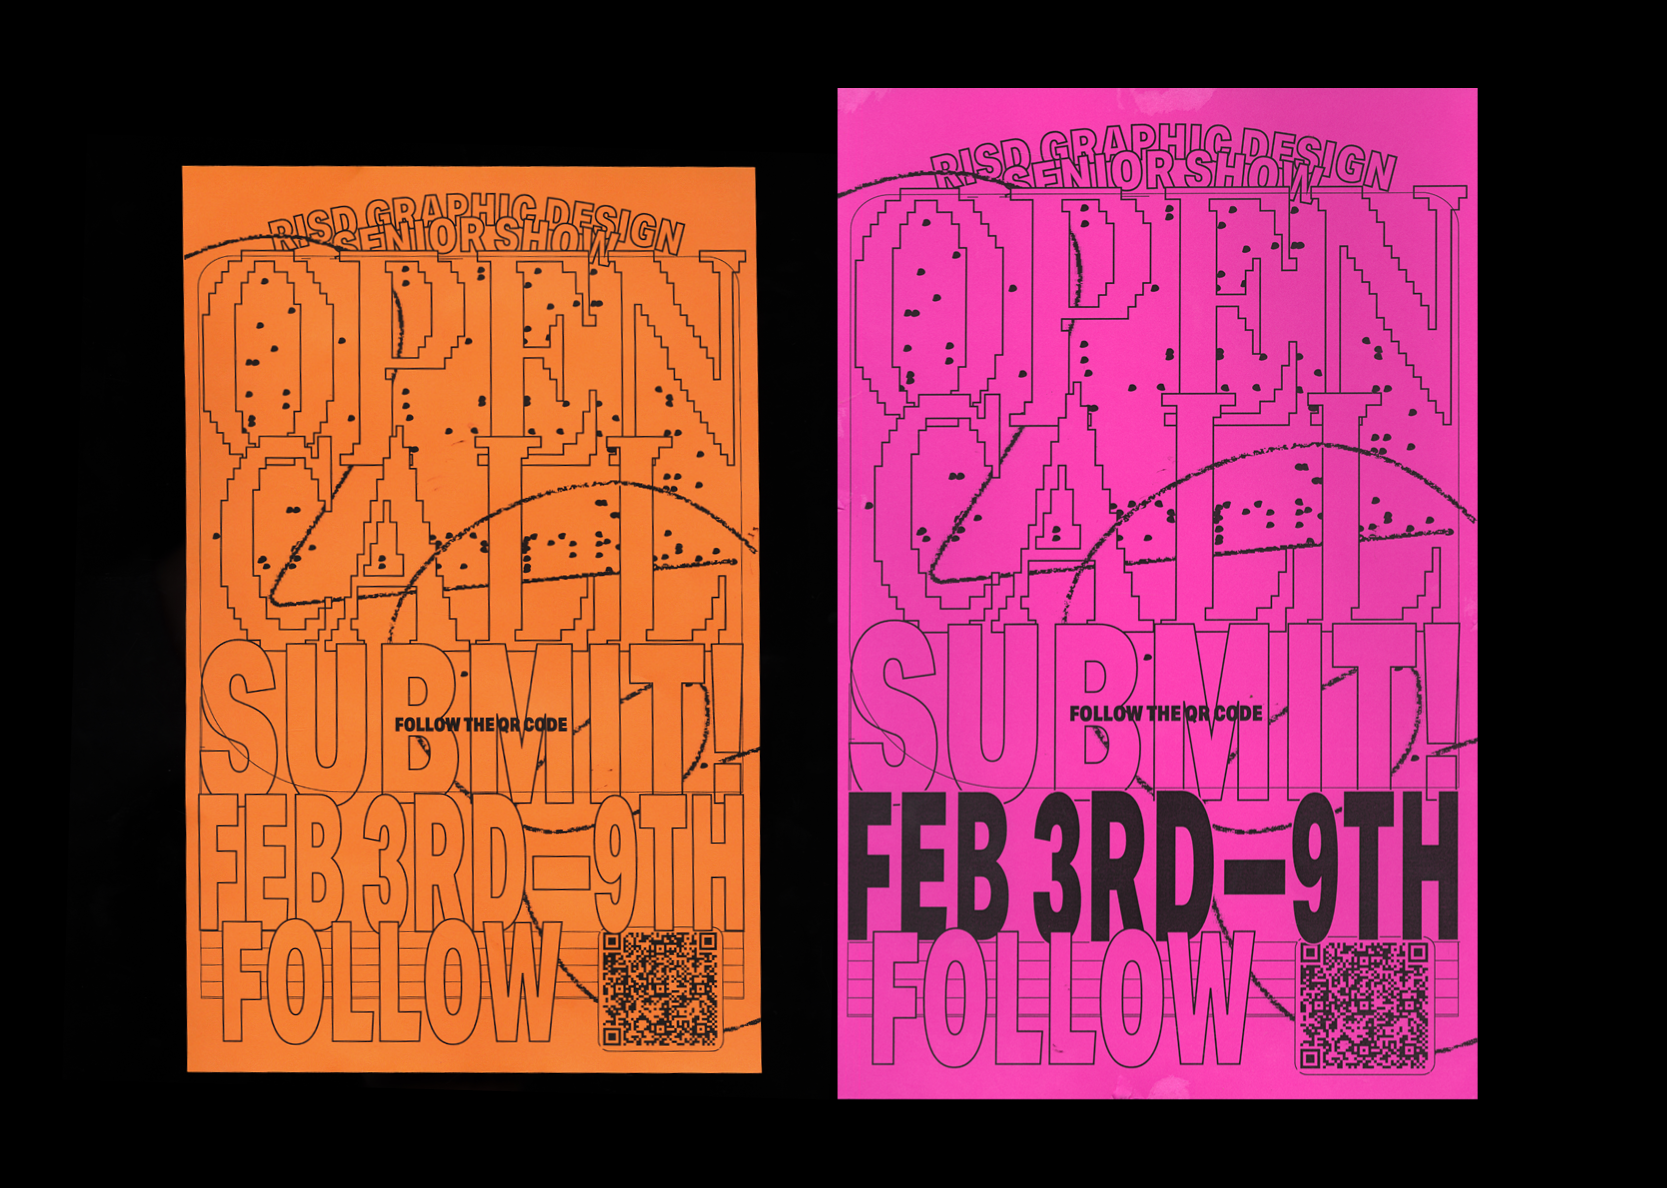 RISD GRAPHIC DESIGN
SENIOR SHOW
OPEN
CALL
SUBMIT!
FOLLOW THE QR CODE
FEB 3RD—9TH
FOLLOW
RISD GRAPHIC DESIGN
SENIOR SHOW
OPEN
CALL
SUBMIT!
FOLLOW THE QR CODE
FEB 3RD—9TH
FOLLOW